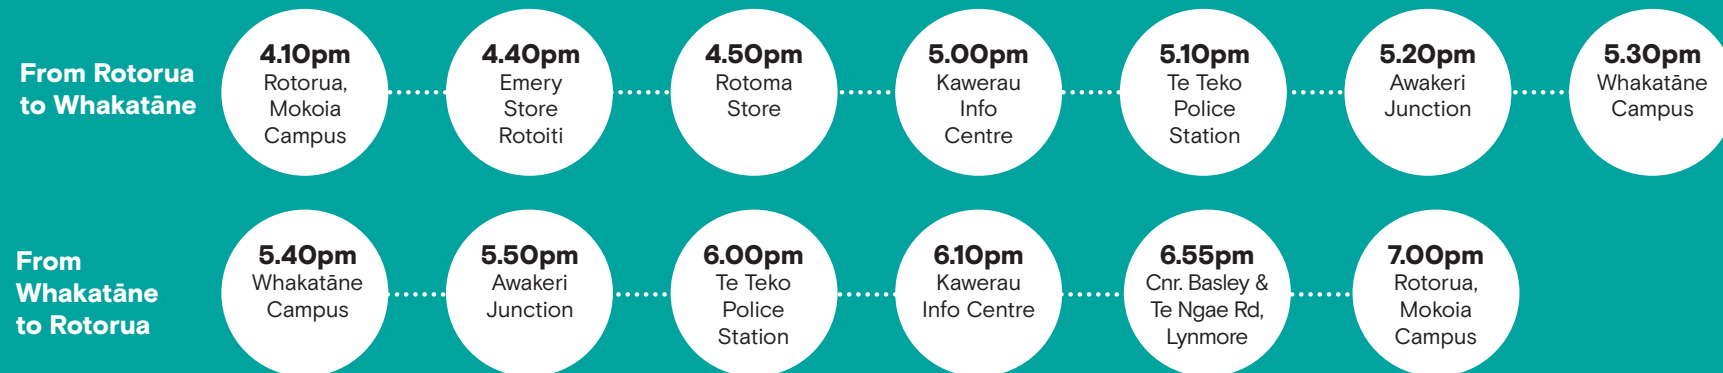 From Rotorua
to Whakatāne
4.10pm
Rotorua,
Mokoia
Campus
4.40pm
Emery
Store
Rotoiti
4.50pm
Rotoma
Store
5.00pm
Kawerau
Info
Centre
5.10pm
Te Teko
Police
Station
5.20pm
Awakeri
Junction
5.30pm
Whakatāne
Campus
From
Whakatāne
to Rotorua
5.40pm
Whakatāne
Campus
5.50pm
Awakeri
Junction
6.00pm
Te Teko
Police
Station
6.10pm
Kawerau
Info Centre
6.55pm
Cnr. Basley &
Te Ngae Rd,
Lynmore
7.00pm
Rotorua,
Mokoia
Campus